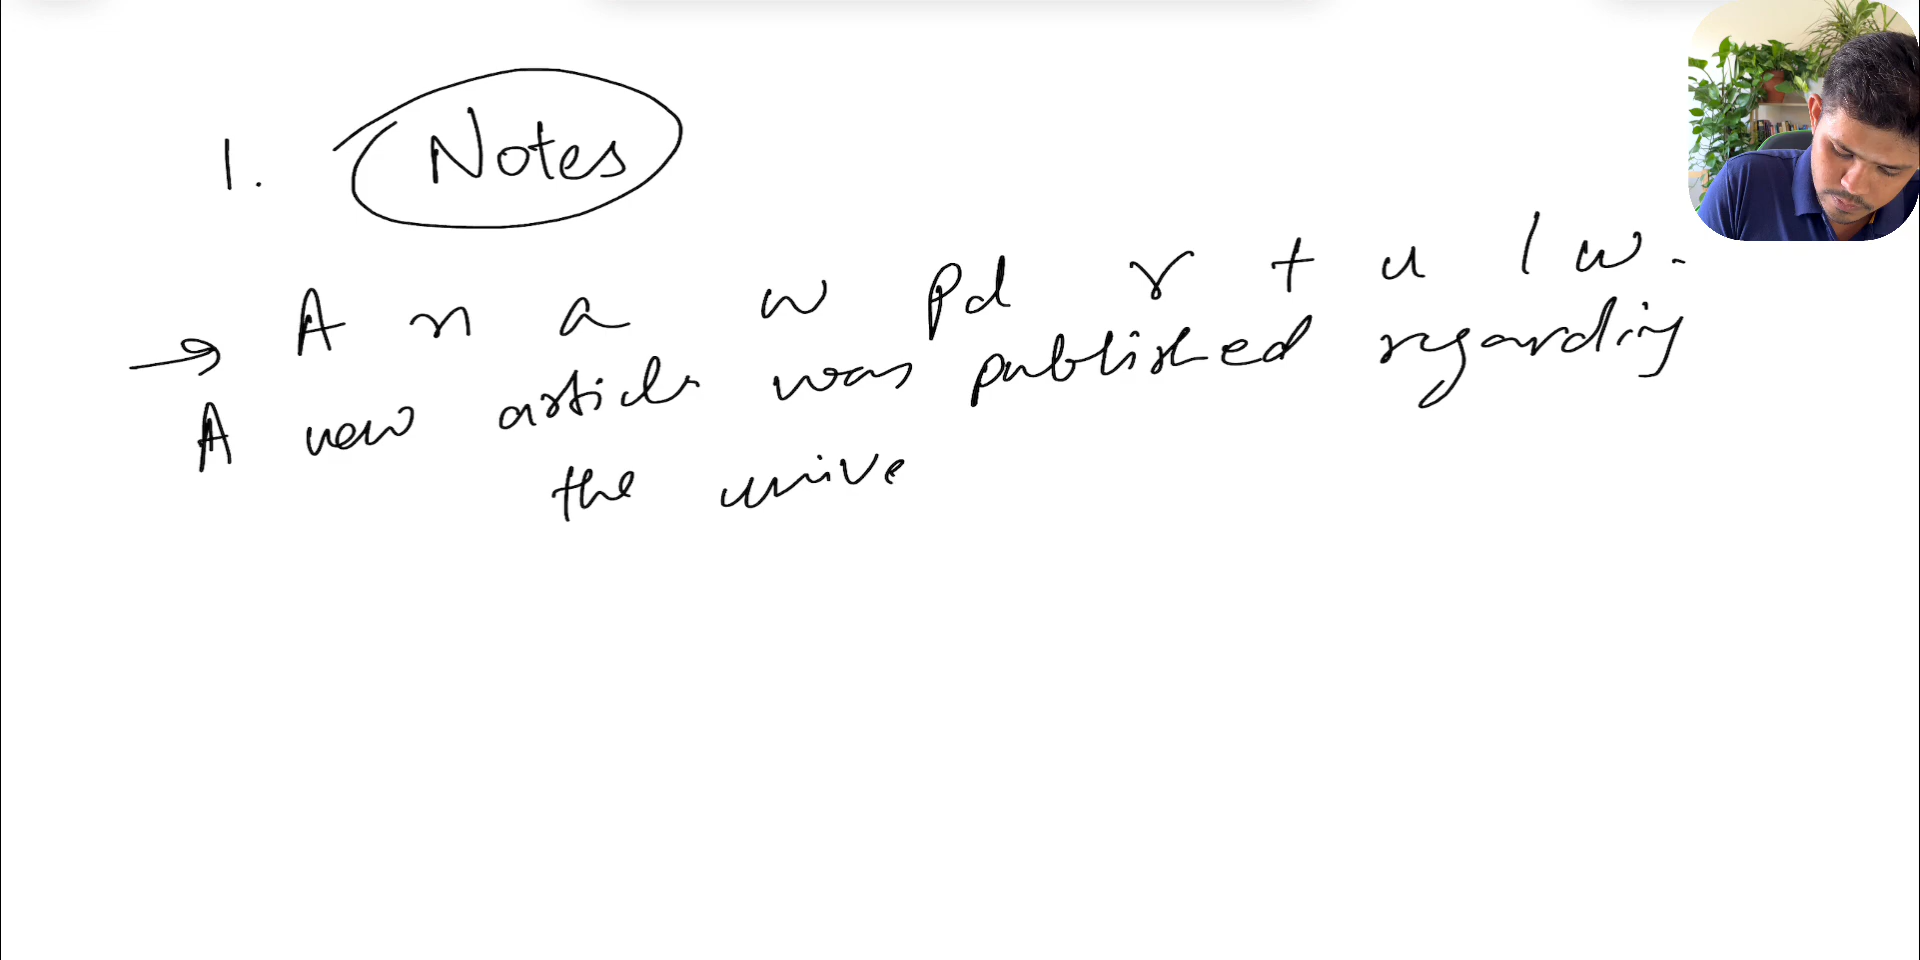 1. Notes
→ A n a w Pd r t u l w.
A new article was published regarding
the unive